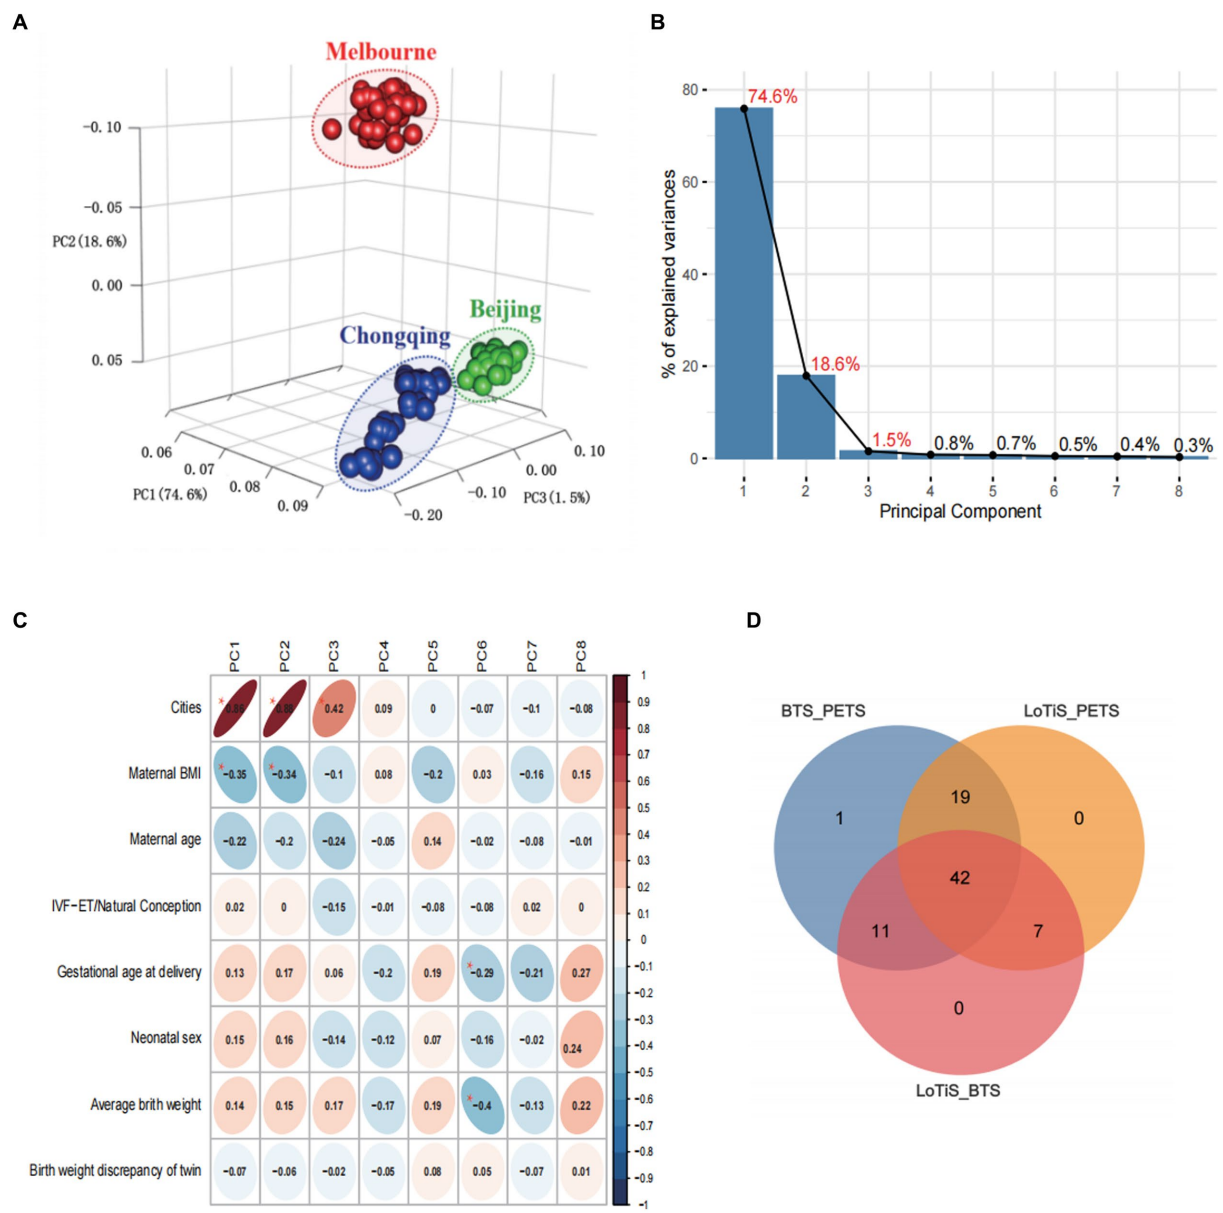 A
Melbourne
-0.10
-0.05
PC2(18.6%)
0.00
0.05
Beijing
Chongqing
0.06
0.07
0.08
0.09
PC1(74.6%)
0.10
0.00
-0.10
-0.20
PC3(1.5%)
B
% of explained variances
80
60
40
20
0
74.6%
18.6%
1.5%
0.8%
0.7%
0.5%
0.4%
0.3%
1 2 3 4 5 6 7 8
Principal Component
C
PC1 PC2 PC3 PC4 PC5 PC6 PC7 PC8
Cities * * * 0.42 0.09 0 −0.07 −0.1 −0.08
Maternal BMI *−0.35 *−0.34 −0.1 0.08 −0.2 0.03 −0.16 0.15
Maternal age −0.22 −0.2 −0.24 −0.05 0.14 −0.02 −0.08 −0.01
IVF−ET/Natural Conception 0.02 0 −0.15 −0.01 −0.08 −0.08 0.02 0
Gestational age at delivery 0.13 0.17 0.06 −0.2 0.19 *−0.29 −0.21 0.27
Neonatal sex 0.15 0.16 −0.14 −0.12 0.07 −0.16 −0.02 0.24
Average brith weight 0.14 0.15 0.17 −0.17 0.19 *−0.4 −0.13 0.22
Birth weight discrepancy of twin −0.07 −0.06 −0.02 −0.05 0.08 0.05 −0.07 0.01
1
0.9
0.8
0.7
0.6
0.5
0.4
0.3
0.2
0.1
0
−0.1
−0.2
−0.3
−0.4
−0.5
−0.6
−0.7
−0.8
−0.9
−1
D
BTS_PETS
LoTiS_PETS
1
19
0
42
11
7
0
LoTiS_BTS